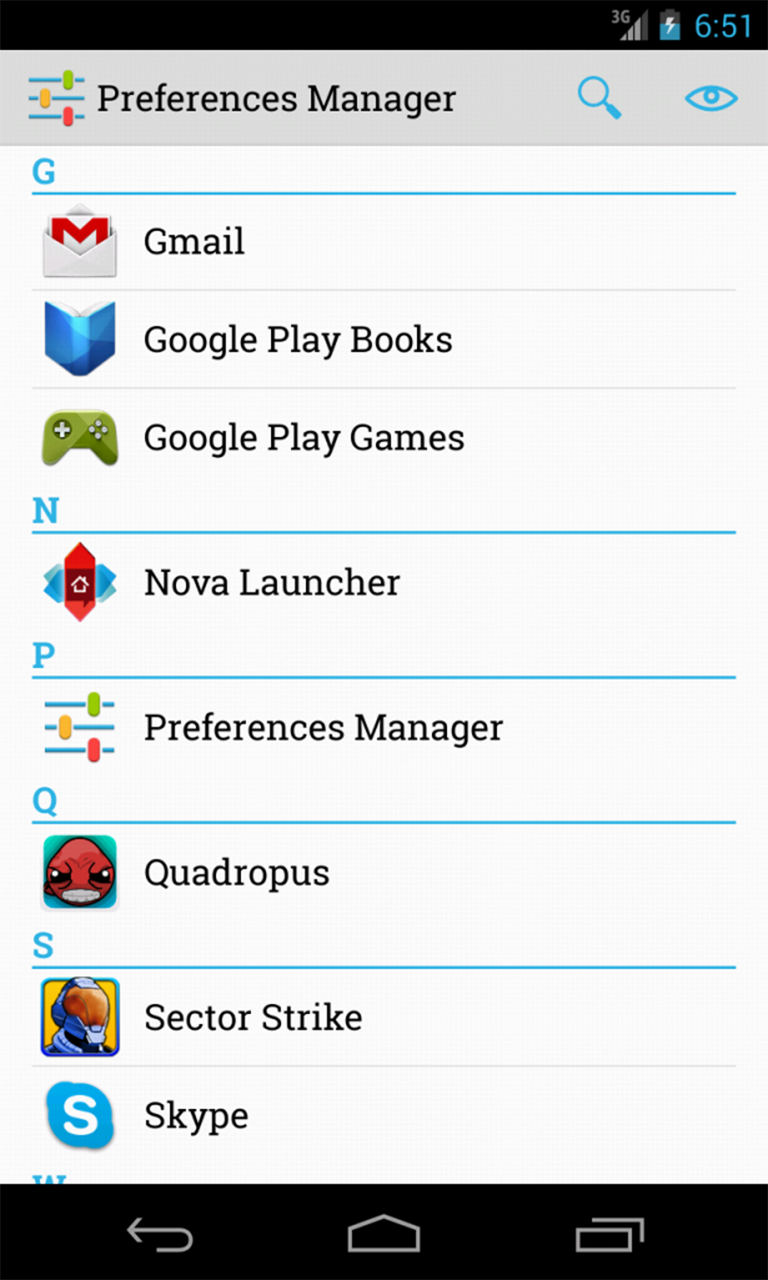 3G 6:51
Preferences Manager
G
Gmail
Google Play Books
Google Play Games
N
Nova Launcher
P
Preferences Manager
Q
Quadropus
S
Sector Strike
S Skype
W